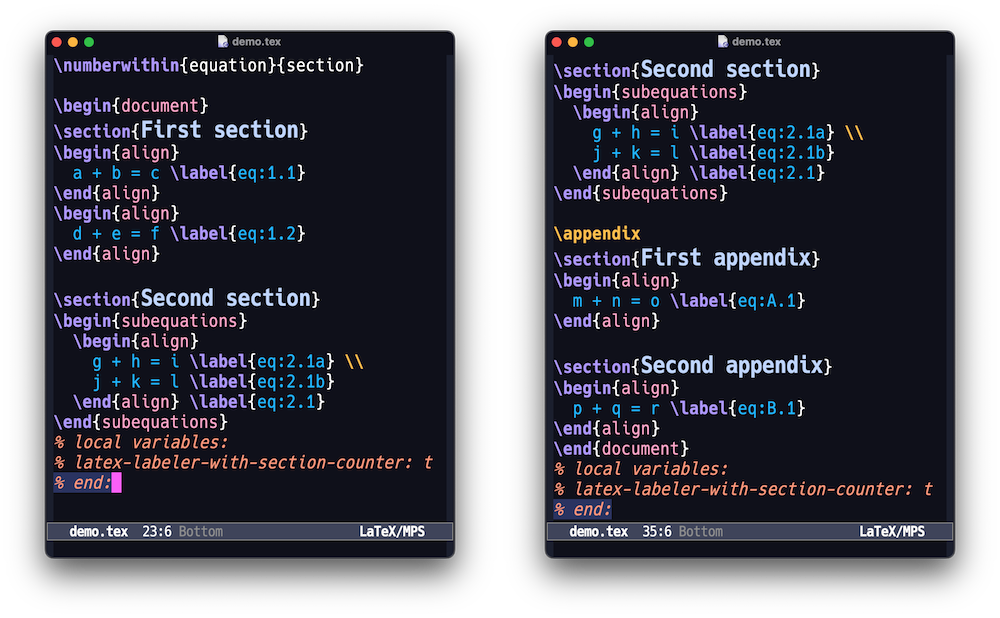 demo.tex
\numberwithin{equation}{section}
\begin{document}
\section{First section}
\begin{align}
a + b = c \label{eq:1.1}
\end{align}
\begin{align}
d + e = f \label{eq:1.2}
\end{align}
\section{Second section}
\begin{subequations}
\begin{align}
g + h = i \label{eq:2.1a} \\
j + k = l \label{eq:2.1b}
\end{align} \label{eq:2.1}
\end{subequations}
% local variables:
% latex-labeler-with-section-counter: t
% end:
demo.tex 23:6 Bottom LaTeX/MPS
demo.tex
\section{Second section}
\begin{subequations}
\begin{align}
g + h = i \label{eq:2.1a} \\
j + k = l \label{eq:2.1b}
\end{align} \label{eq:2.1}
\end{subequations}
\appendix
\section{First appendix}
\begin{align}
m + n = o \label{eq:A.1}
\end{align}
\section{Second appendix}
\begin{align}
p + q = r \label{eq:B.1}
\end{align}
\end{document}
% local variables:
% latex-labeler-with-section-counter: t
% end:
demo.tex 35:6 Bottom LaTeX/MPS